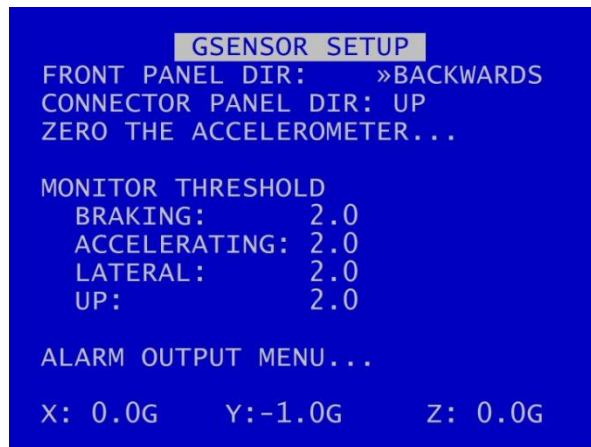 GSENSOR SETUP
FRONT PANEL DIR: »BACKWARDS
CONNECTOR PANEL DIR: UP
ZERO THE ACCELEROMETER...
MONITOR THRESHOLD
BRAKING: 2.0
ACCELERATING: 2.0
LATERAL: 2.0
UP: 2.0
ALARM OUTPUT MENU...
X: 0.0G Y:-1.0G Z: 0.0G